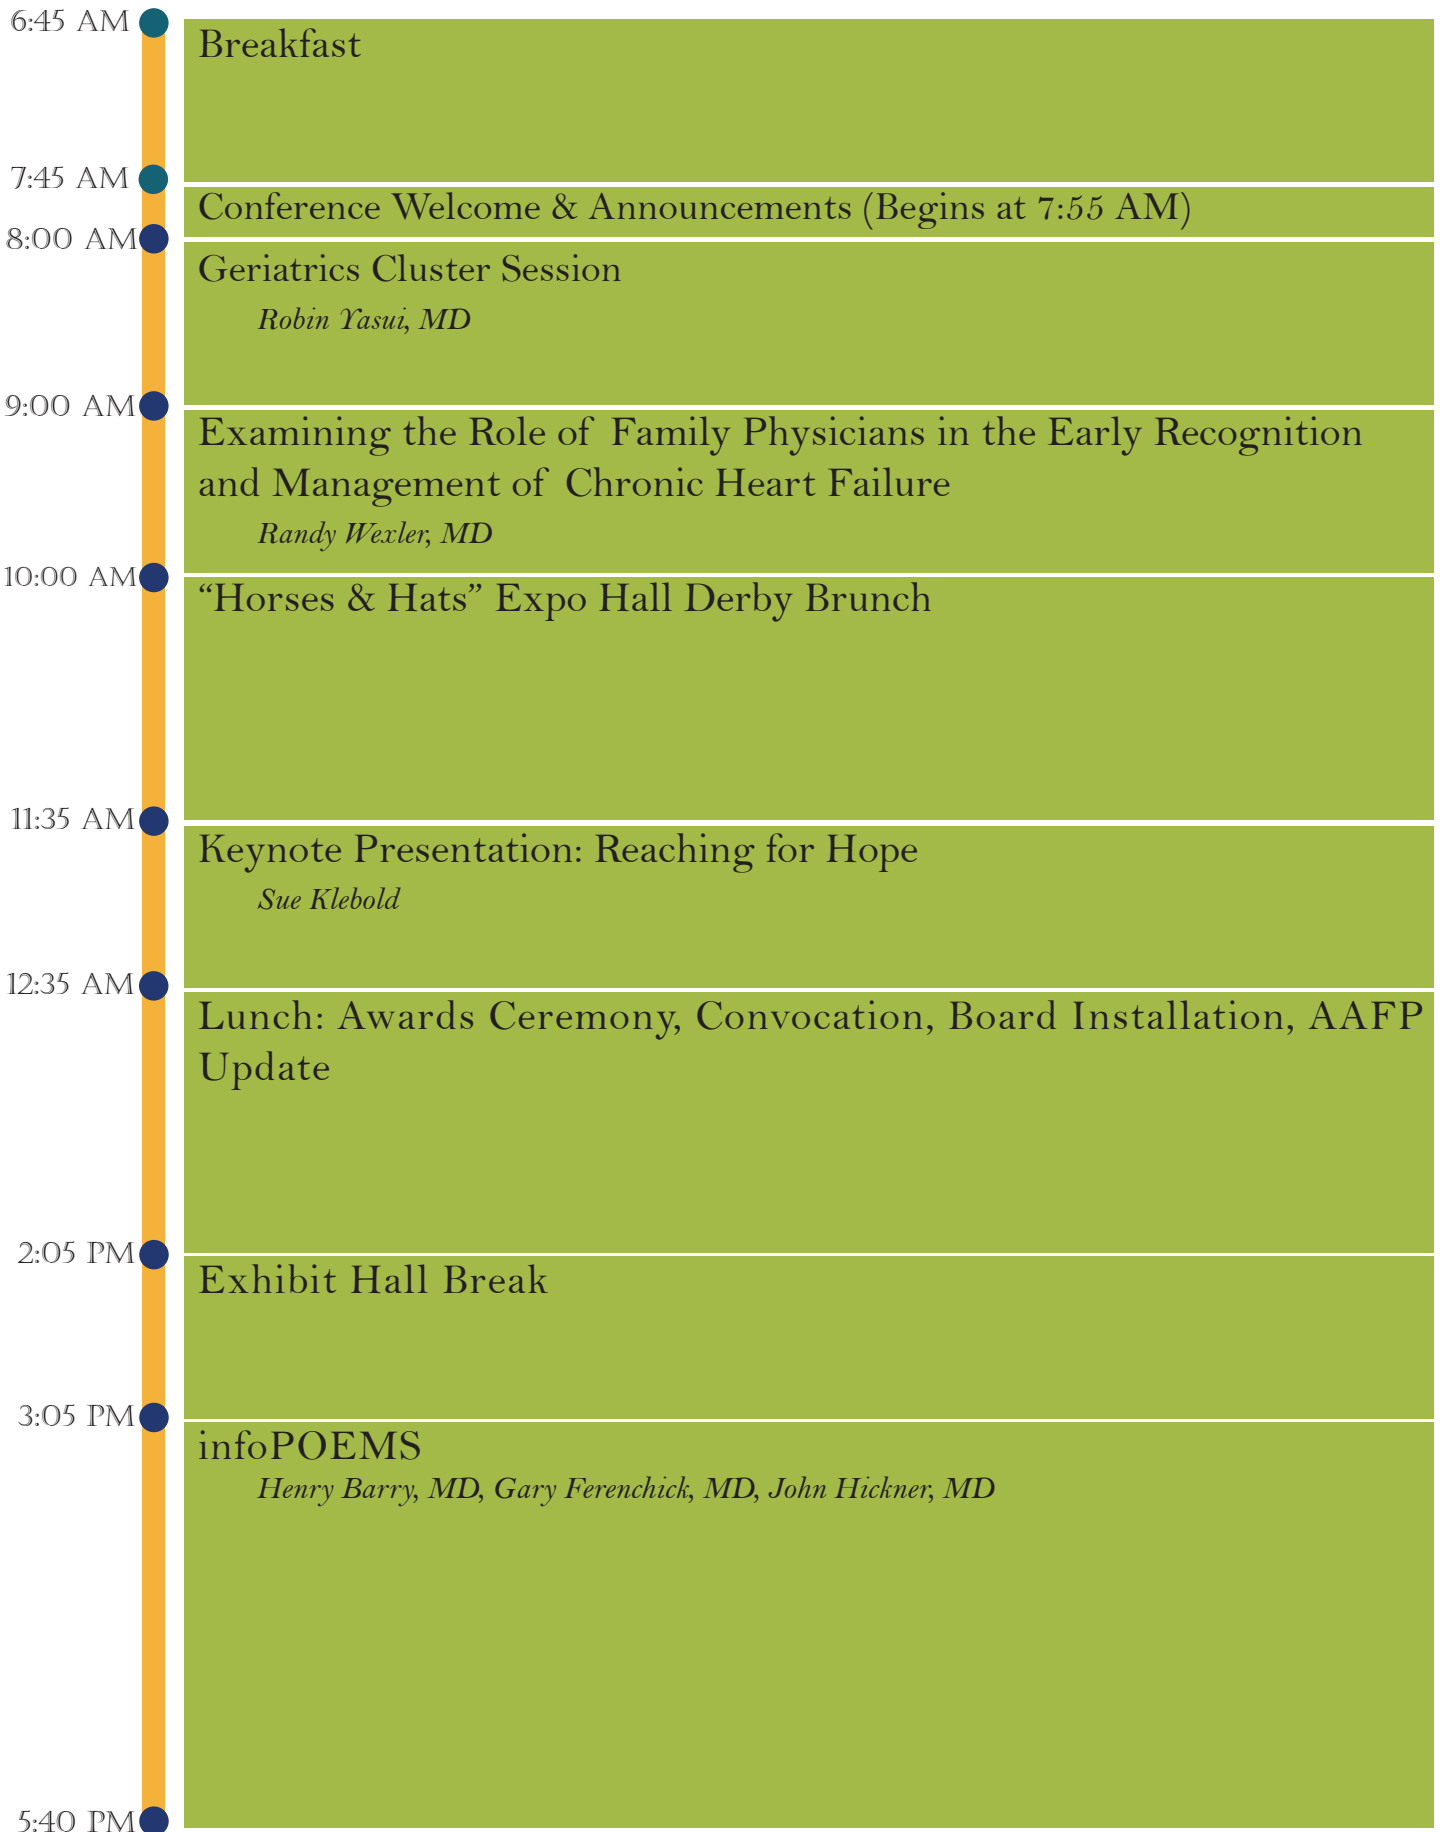 6:45 AM
Breakfast
7:45 AM
Conference Welcome & Announcements (Begins at 7:55 AM)
8:00 AM
Geriatrics Cluster Session
Robin Yasui, MD
9:00 AM
Examining the Role of Family Physicians in the Early Recognition
and Management of Chronic Heart Failure
Randy Wexler, MD
10:00 AM
“Horses & Hats” Expo Hall Derby Brunch
11:35 AM
Keynote Presentation: Reaching for Hope
Sue Klebold
12:35 AM
Lunch: Awards Ceremony, Convocation, Board Installation, AAFP
Update
2:05 PM
Exhibit Hall Break
3:05 PM
infoPOEMS
Henry Barry, MD, Gary Ferenchick, MD, John Hickner, MD
5:40 PM